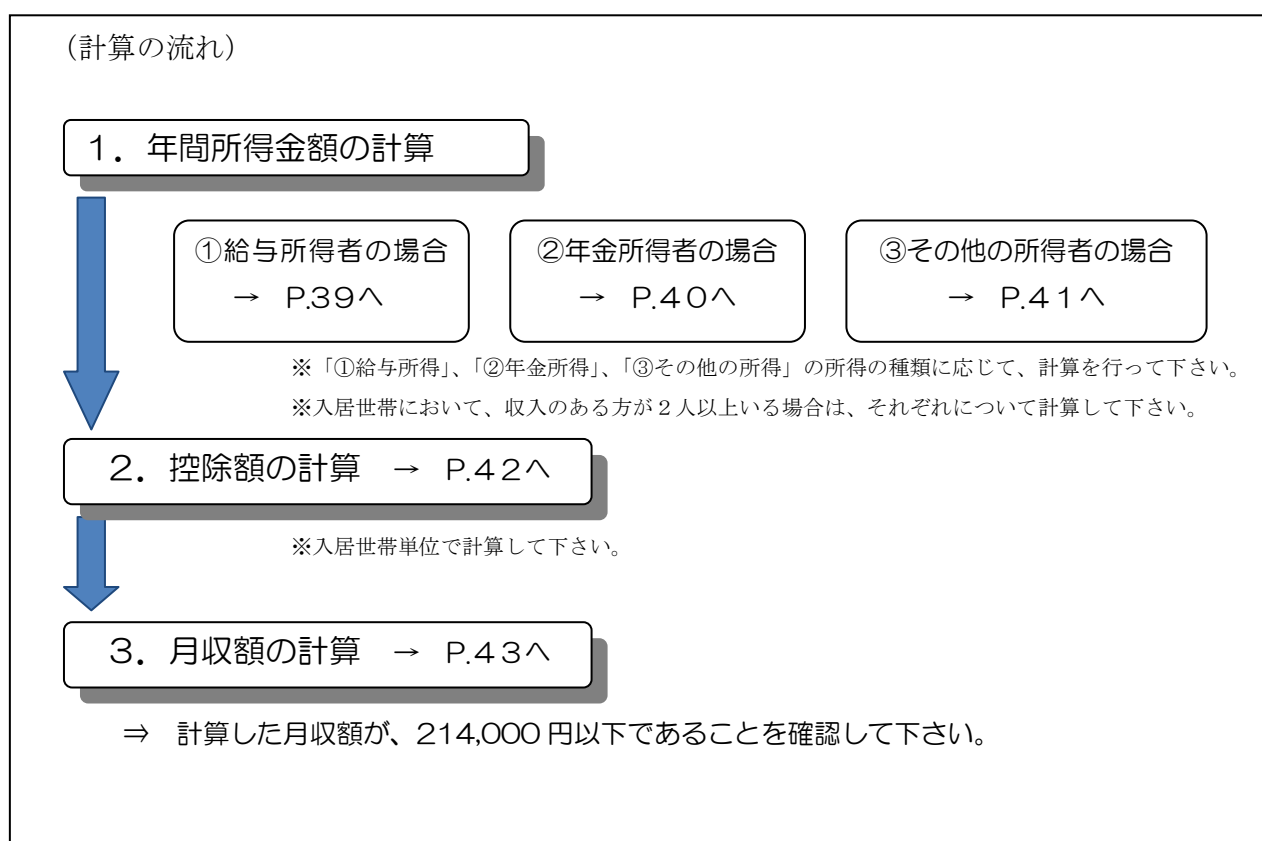 （計算の流れ）
１．年間所得金額の計算
①給与所得者の場合
→ P.３９へ
②年金所得者の場合
→ P.４０へ
③その他の所得者の場合
→ P.４１へ
※「①給与所得」、「②年金所得」、「③その他の所得」の所得の種類に応じて、計算を行って下さい。
※入居世帯において、収入のある方が２人以上いる場合は、それぞれについて計算して下さい。
２．控除額の計算 → P.４２へ
※入居世帯単位で計算して下さい。
３．月収額の計算 → P.４３へ
⇒ 計算した月収額が、214,000 円以下であることを確認して下さい。